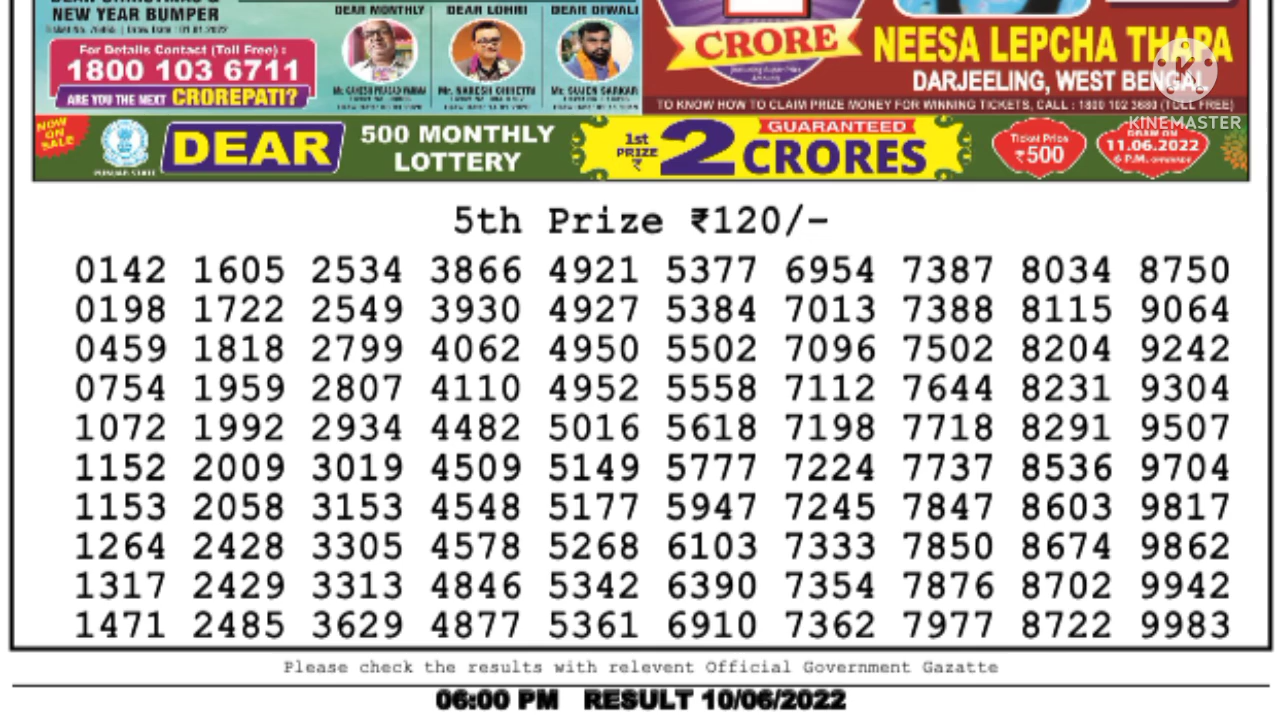 NEW YEAR BUMPER
For Details Contact (Toll Free) :
1800 103 6711
ARE YOU THE NEXT CROREPATI?
DEAR MONTHLY
DEAR LOHRI
DEAR DIWALI
CRORE
NEESA LEPCHA THAPA
DARJEELING, WEST BENGAL
TO KNOW HOW TO CLAIM PRIZE MONEY FOR WINNING TICKETS, CALL : 1800 102 3680 (TOLL FREE)
KINEMASTER
NOW ON SALE
PUNJAB STATE
DEAR
500 MONTHLY
LOTTERY
1st PRIZE ₹
2 CRORES
GUARANTEED
Ticket Price
₹500
DRAW ON
11.06.2022
6 P.M. ONWARDS
5th Prize ₹120/-
0142 1605 2534 3866 4921 5377 6954 7387 8034 8750
0198 1722 2549 3930 4927 5384 7013 7388 8115 9064
0459 1818 2799 4062 4950 5502 7096 7502 8204 9242
0754 1959 2807 4110 4952 5558 7112 7644 8231 9304
1072 1992 2934 4482 5016 5618 7198 7718 8291 9507
1152 2009 3019 4509 5149 5777 7224 7737 8536 9704
1153 2058 3153 4548 5177 5947 7245 7847 8603 9817
1264 2428 3305 4578 5268 6103 7333 7850 8674 9862
1317 2429 3313 4846 5342 6390 7354 7876 8702 9942
1471 2485 3629 4877 5361 6910 7362 7977 8722 9983
Please check the results with relevent Official Government Gazatte
06:00 PM RESULT 10/06/2022